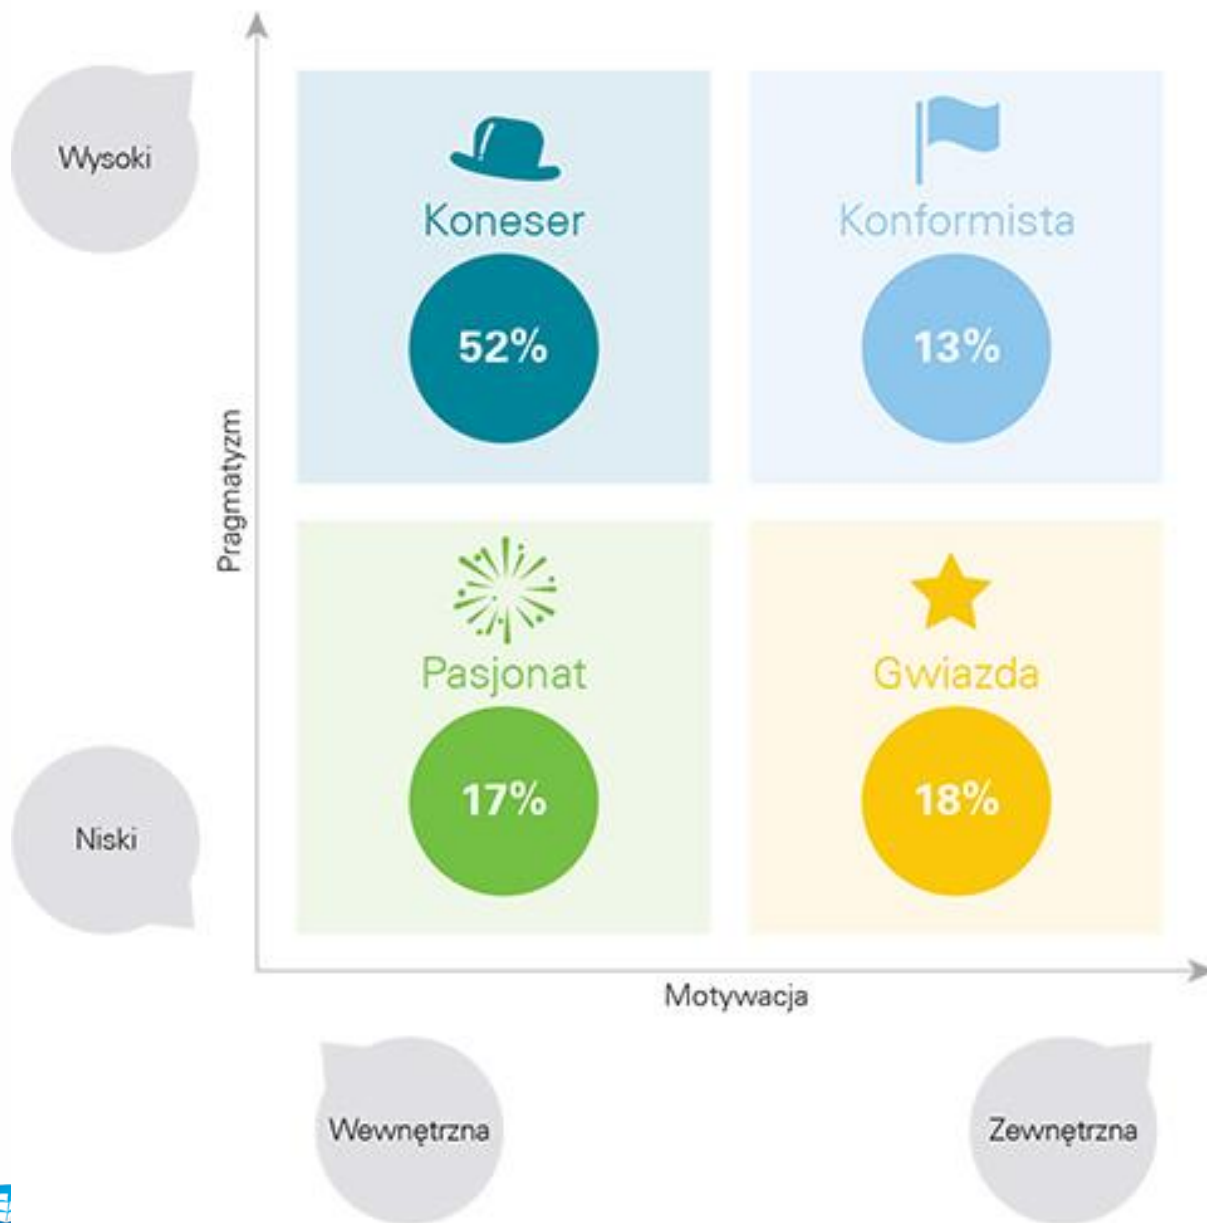 Wysoki
Koneser
52%
Konformista
13%
Pragmatyzm
Pasjonat
17%
Gwiazda
18%
Niski
Motywacja
Wewnętrzna
Zewnętrzna